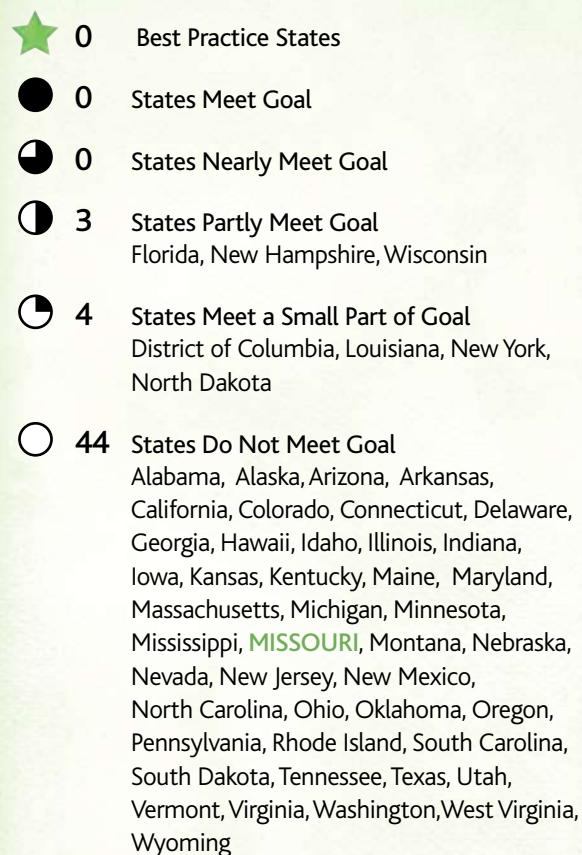 0 Best Practice States
0 States Meet Goal
0 States Nearly Meet Goal
3 States Partly Meet Goal
Florida, New Hampshire, Wisconsin
4 States Meet a Small Part of Goal
District of Columbia, Louisiana, New York,
North Dakota
44 States Do Not Meet Goal
Alabama, Alaska, Arizona, Arkansas,
California, Colorado, Connecticut, Delaware,
Georgia, Hawaii, Idaho, Illinois, Indiana,
Iowa, Kansas, Kentucky, Maine, Maryland,
Massachusetts, Michigan, Minnesota,
Mississippi, MISSOURI, Montana, Nebraska,
Nevada, New Jersey, New Mexico,
North Carolina, Ohio, Oklahoma, Oregon,
Pennsylvania, Rhode Island, South Carolina,
South Dakota, Tennessee, Texas, Utah,
Vermont, Virginia, Washington,West Virginia,
Wyoming